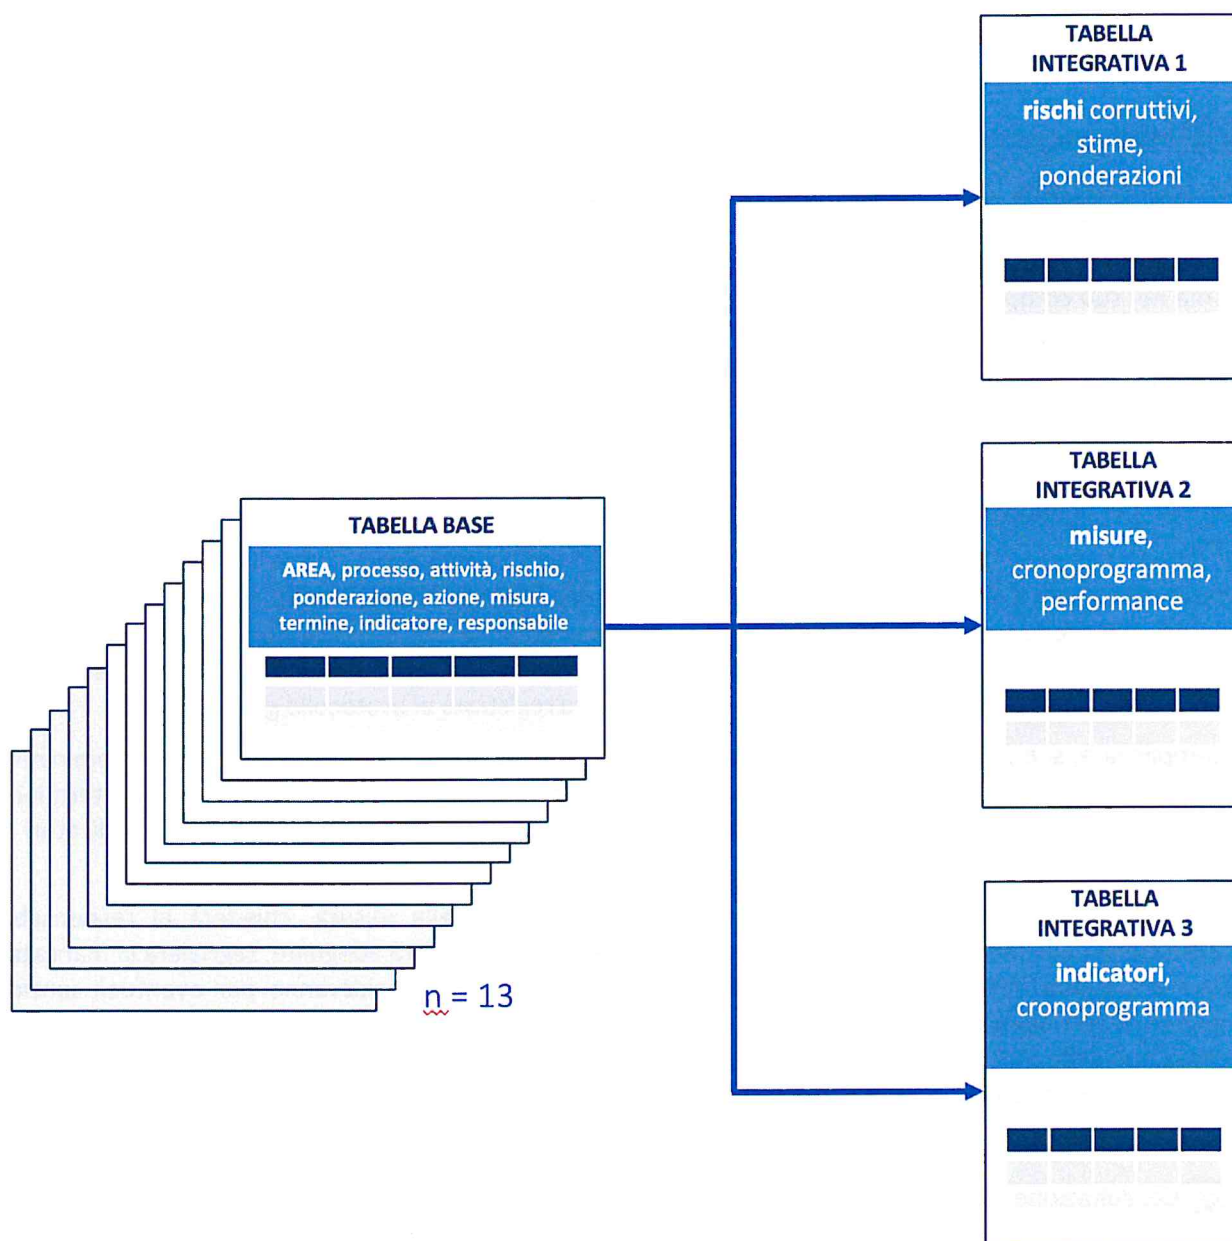 TABELLA BASE
AREA, processo, attività, rischio,
ponderazione, azione, misura,
termine, indicatore, responsabile
n = 13
TABELLA
INTEGRATIVA 1
rischi corruttivi,
stime,
ponderazioni
TABELLA
INTEGRATIVA 2
misure,
cronoprogramma,
performance
TABELLA
INTEGRATIVA 3
indicatori,
cronoprogramma